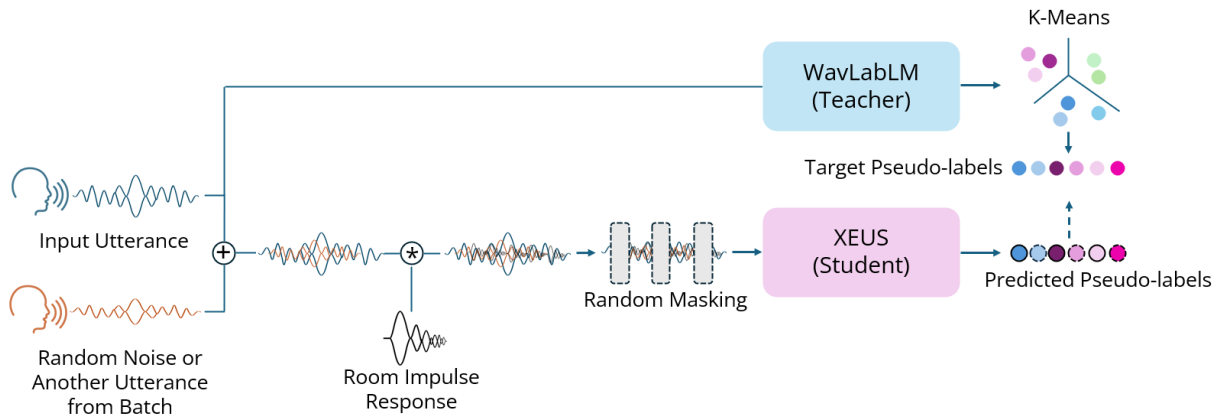 K-Means
WavLabLM
(Teacher)
Target Pseudo-labels
Input Utterance
+
*
XEUS
(Student)
Random Masking
Predicted Pseudo-labels
Random Noise or
Another Utterance
from Batch
Room Impulse
Response